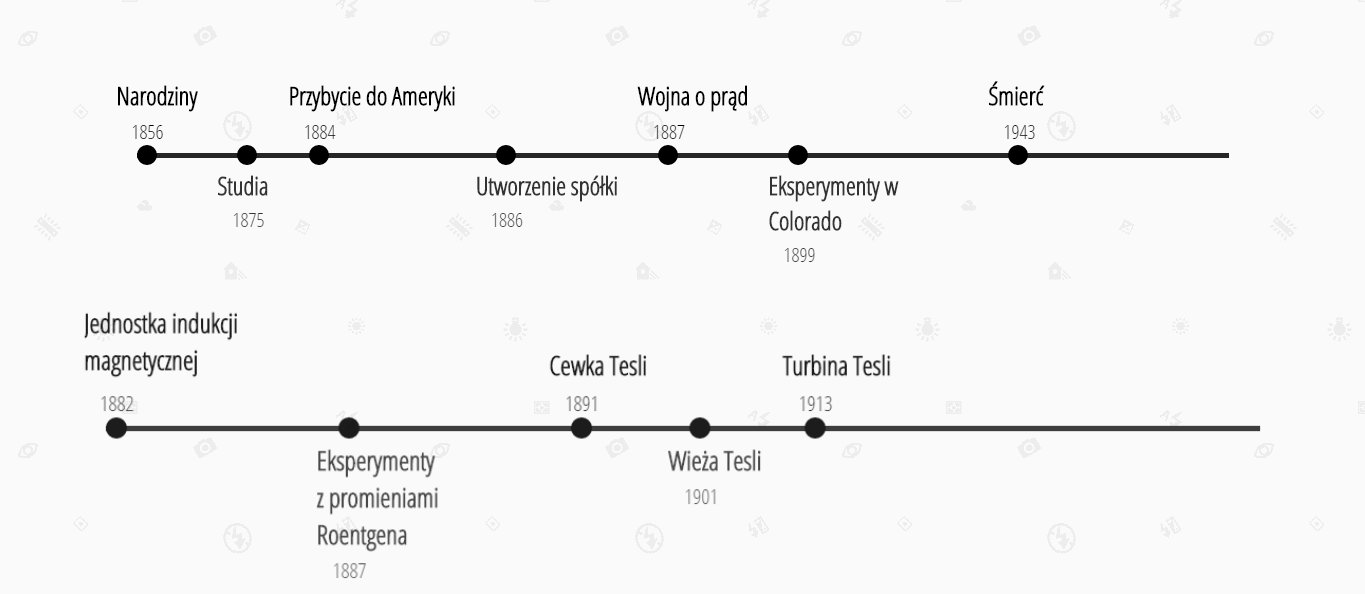 Narodziny
1856
Przybycie do Ameryki
1884
Wojna o prąd
1887
Śmierć
1943
Studia
1875
Utworzenie spółki
1886
Eksperymenty w
Colorado
1899
Jednostka indukcji
magnetycznej
1882
Cewka Tesli
1891
Turbina Tesli
1913
Eksperymenty
z promieniami
Roentgena
1887
Wieża Tesli
1901